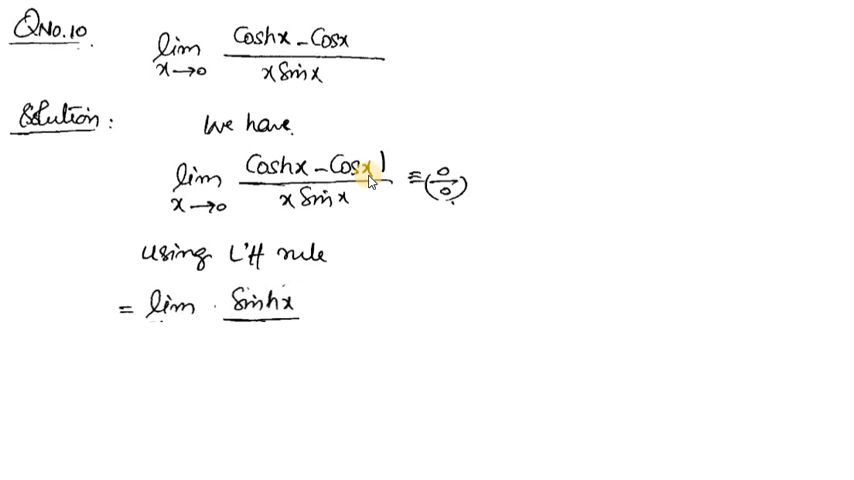 QNo.10. lim x→0 Coshx - Cosx / x Sinx
Solution: We have.
lim x→0 Coshx - Cosx / x Sinx ≡ (0/0)
using L'H rule
= lim . Sinhx